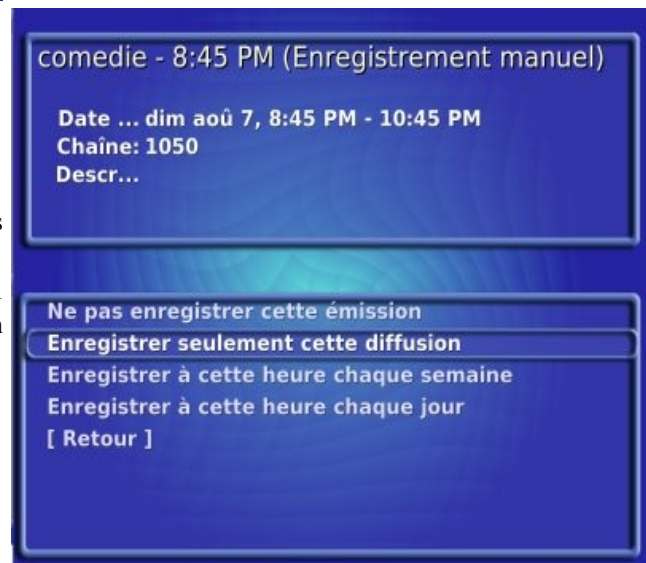 comedie - 8:45 PM (Enregistrement manuel)
Date ... dim aoû 7, 8:45 PM - 10:45 PM
Chaîne: 1050
Descr...
Ne pas enregistrer cette émission
Enregistrer seulement cette diffusion
Enregistrer à cette heure chaque semaine
Enregistrer à cette heure chaque jour
[ Retour ]